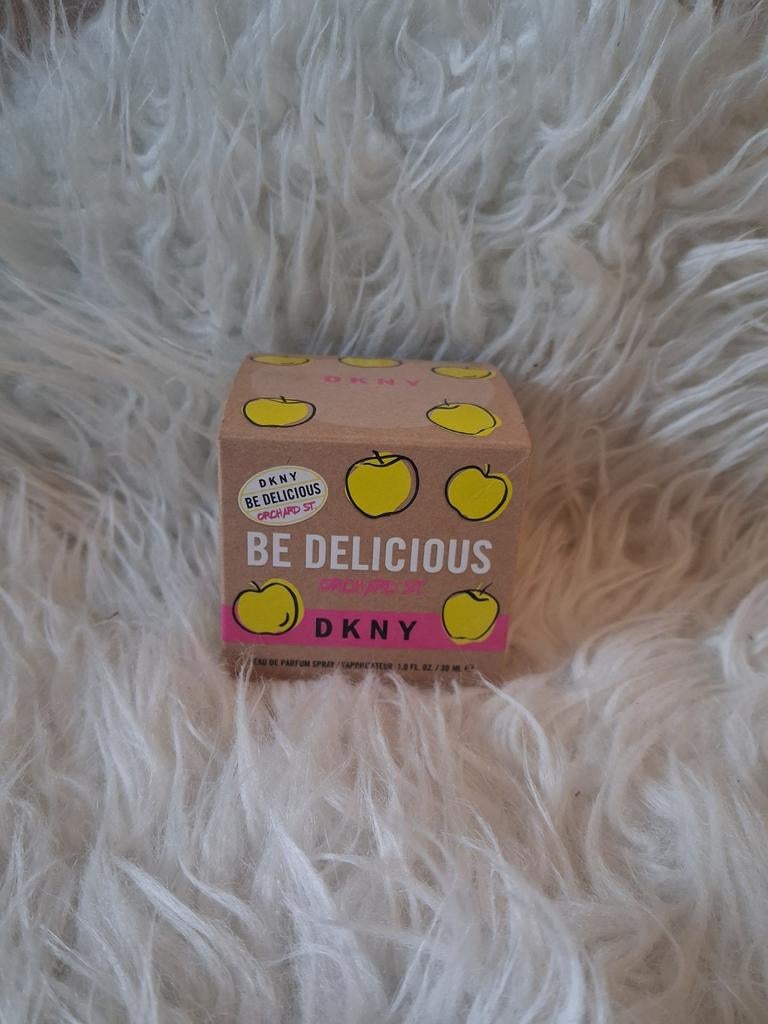 DKNY
DKNY
BE DELICIOUS
ORCHARD ST.
BE DELICIOUS
ORCHARD ST.
DKNY
EAU DE PARFUM SPRAY / VAPORISATEUR 1.0 FL. OZ. / 30 ML ℮